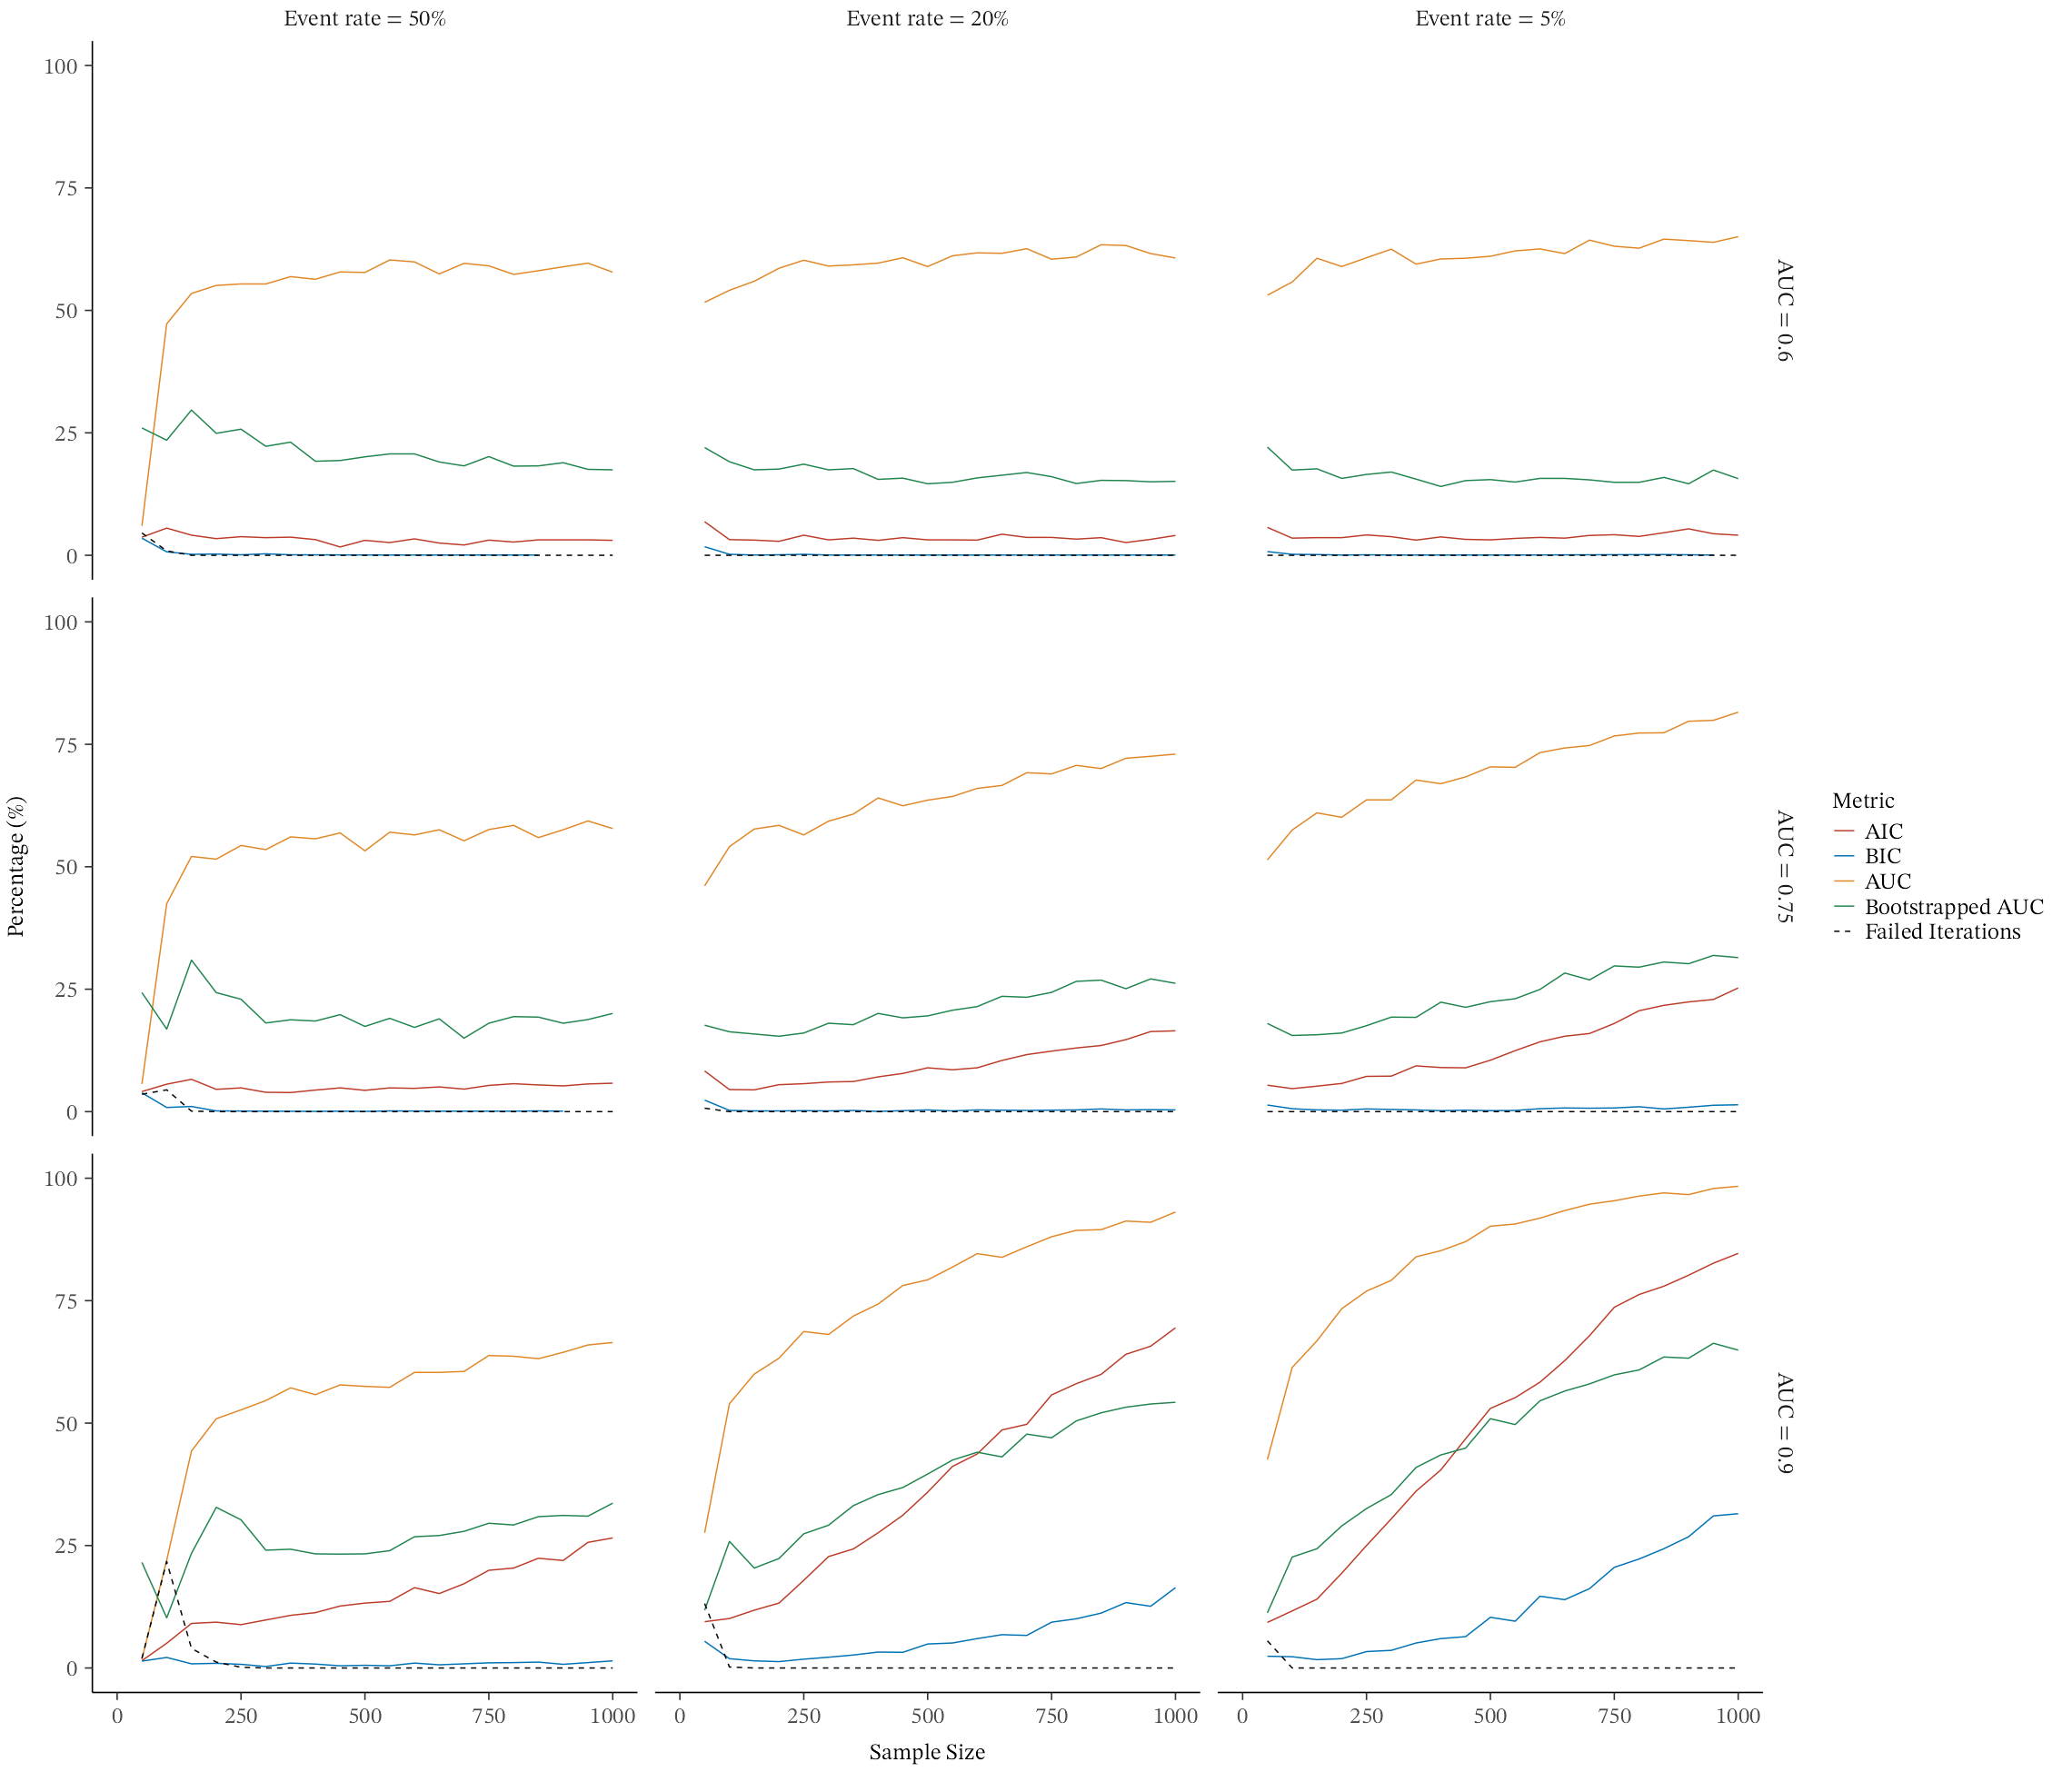 Event rate = 50%
Event rate = 20%
Event rate = 5%
100
75
50
25
0
AUC = 0.6
100
75
50
25
0
AUC = 0.75
100
75
50
25
0
AUC = 0.9
0 250 500 750 1000
0 250 500 750 1000
0 250 500 750 1000
Sample Size
Percentage (%)
Metric
AIC
BIC
AUC
Bootstrapped AUC
Failed Iterations